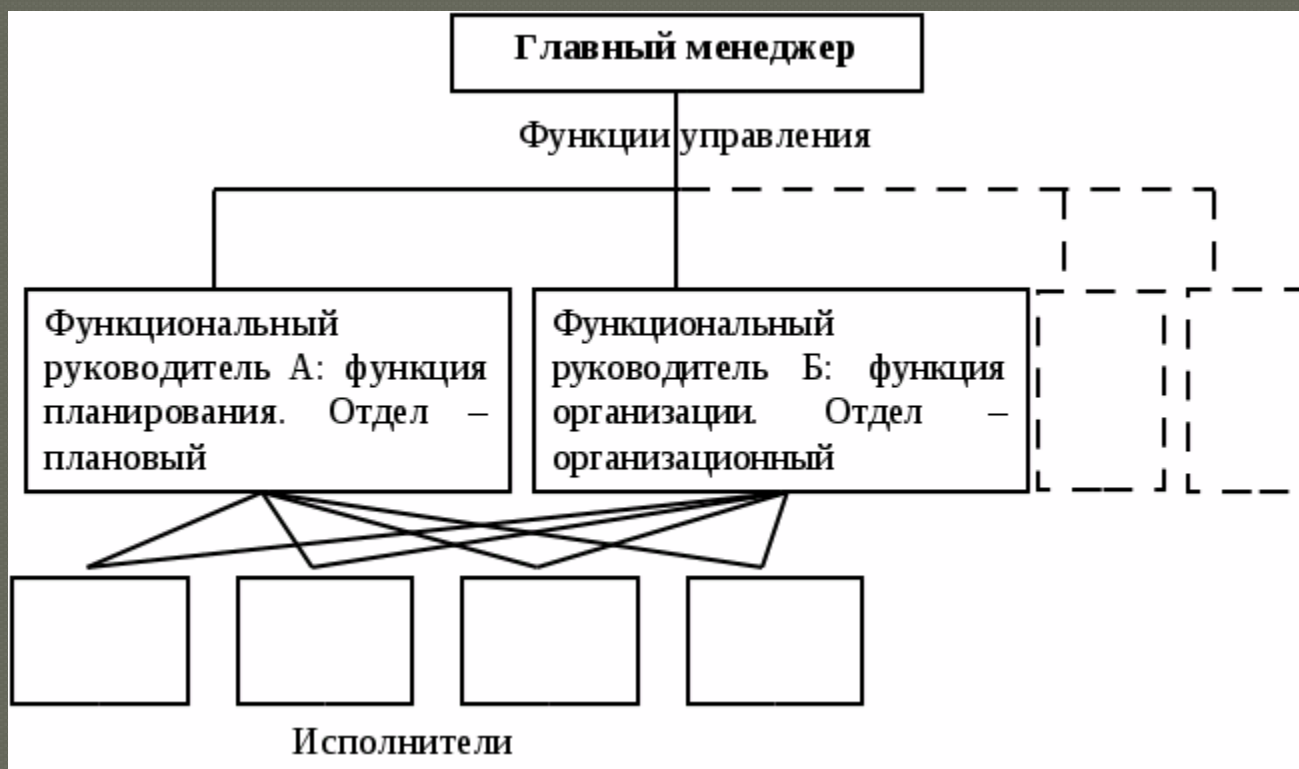 Главный менеджер
Функции управления
Функциональный
руководитель А: функция
планирования. Отдел –
плановый
Функциональный
руководитель Б: функция
организации. Отдел –
организационный
Исполнители